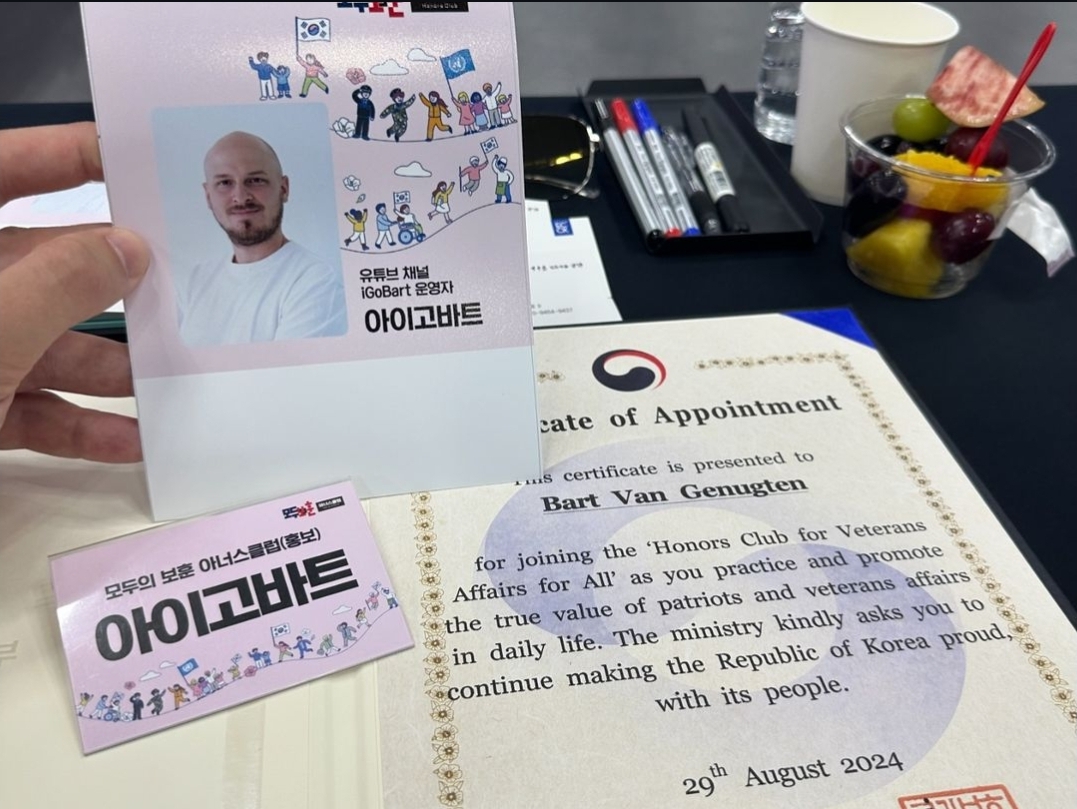 Honors Club
유튜브 채널
iGoBart 운영자
아이고바트
모두의 보훈 아너스클럽(홍보)
아이고바트
cate of Appointment
This certificate is presented to
Bart Van Genugten
for joining the ‘Honors Club for Veterans
Affairs for All’ as you practice and promote
the true value of patriots and veterans affairs
in daily life. The ministry kindly asks you to
continue making the Republic of Korea proud,
with its people.
29th August 2024